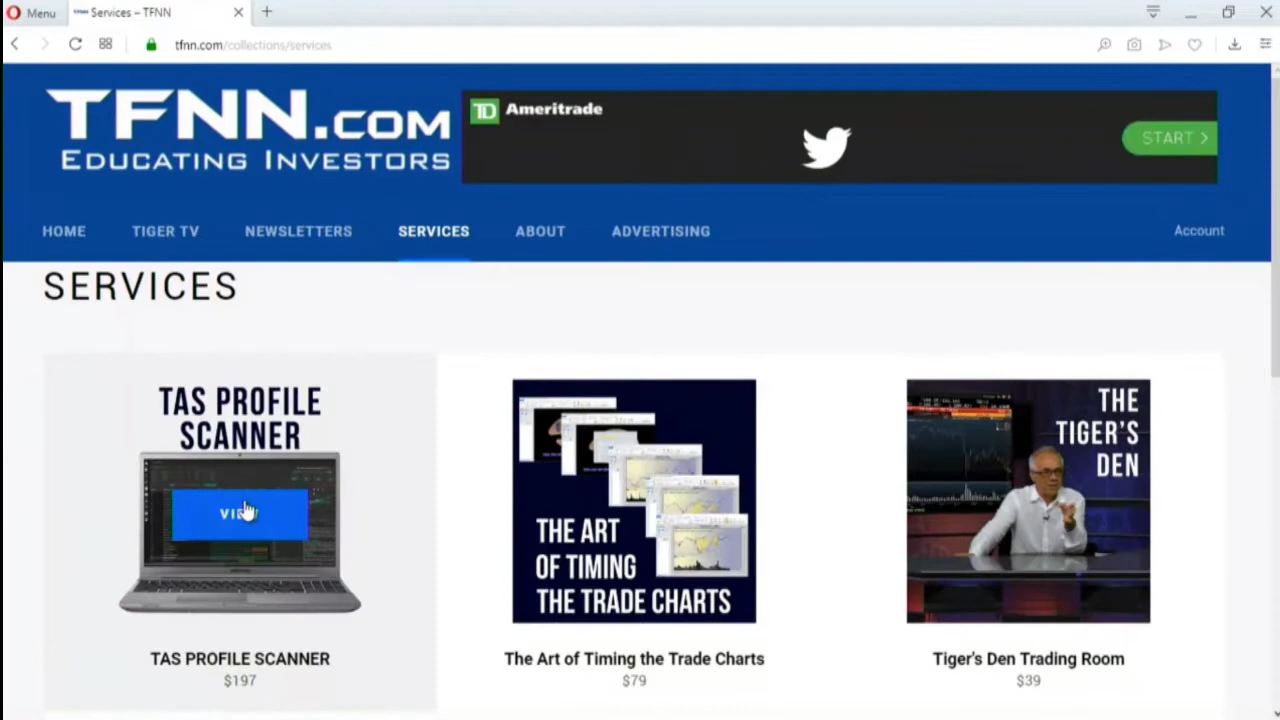 Menu
Services – TFNN
tfnn.com/collections/services
TFNN.COM
EDUCATING INVESTORS
TD Ameritrade
START >
HOME
TIGER TV
NEWSLETTERS
SERVICES
ABOUT
ADVERTISING
Account
SERVICES
TAS PROFILE
SCANNER
THE ART
OF TIMING
THE TRADE CHARTS
THE
TIGER'S
DEN
TAS PROFILE SCANNER
$197
The Art of Timing the Trade Charts
$79
Tiger's Den Trading Room
$39